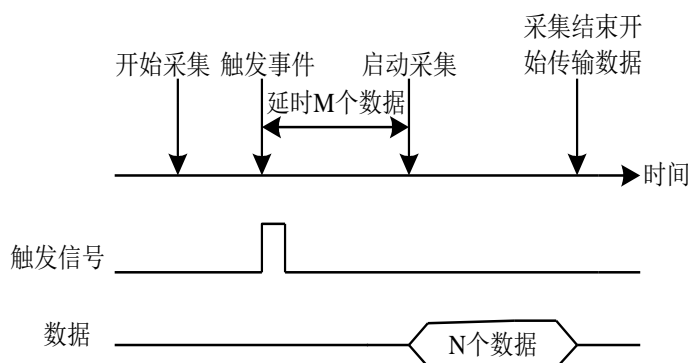 采集结束开
始传输数据
开始采集 触发事件 启动采集
延时M个数据
时间
触发信号
数据
N个数据